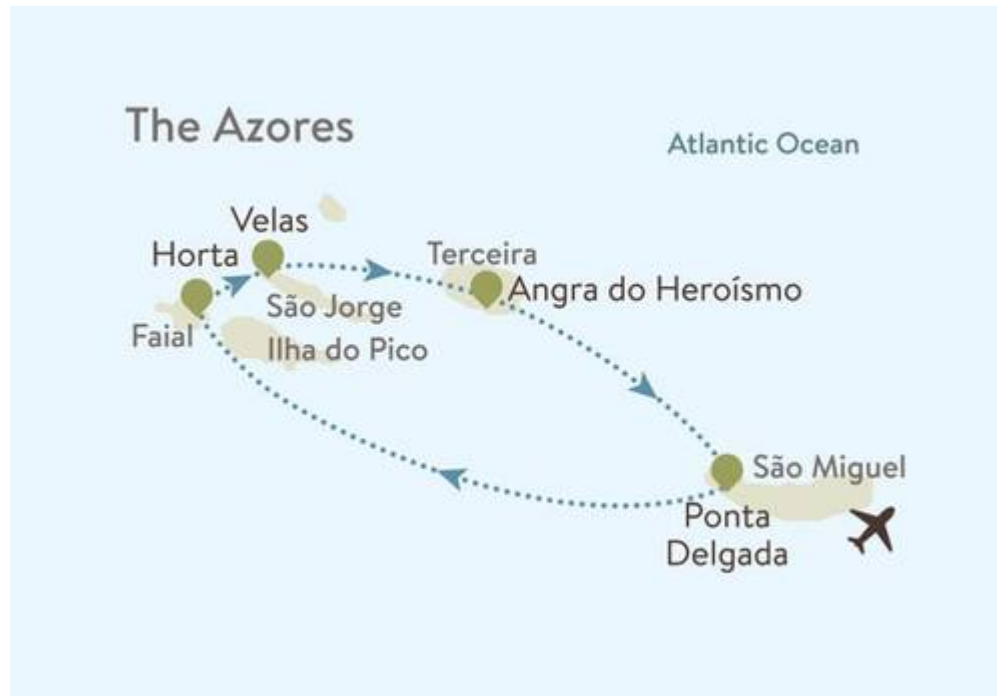 The Azores
Atlantic Ocean
Velas
Horta
Terceira
Angra do Heroísmo
São Jorge
Faial
Ilha do Pico
São Miguel
Ponta
Delgada